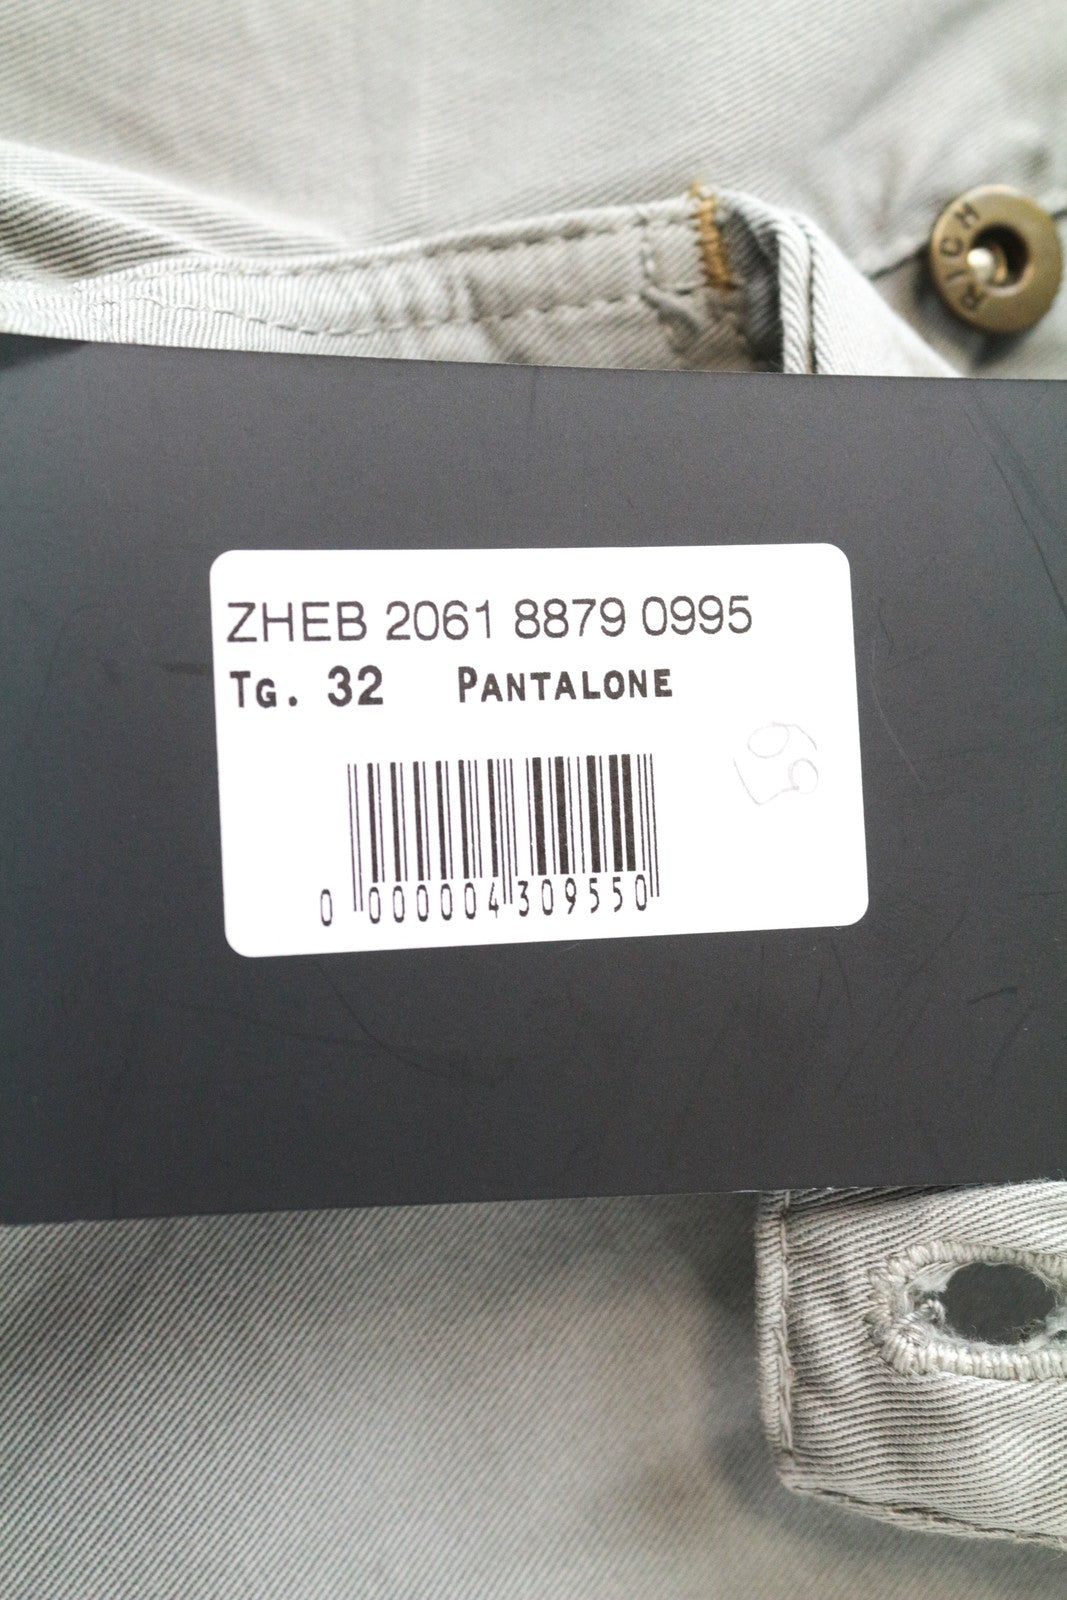 RICH
ZHEB 2061 8879 0995
TG. 32 PANTALONE
0 000004 309550